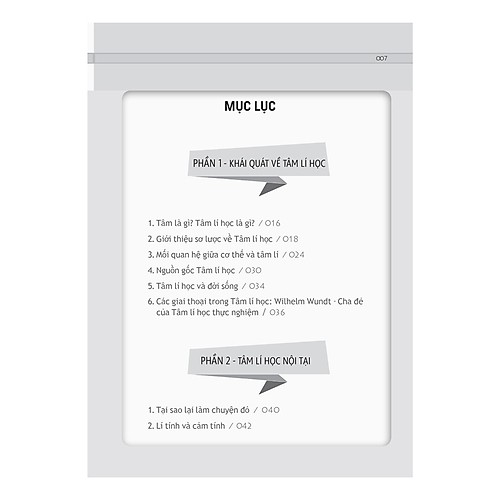 007
MỤC LỤC
PHẦN 1 - KHÁI QUÁT VỀ TÂM LÍ HỌC
1. Tâm là gì? Tâm lí học là gì? / 016
2. Giới thiệu sơ lược về Tâm lí học / 018
3. Mối quan hệ giữa cơ thể và tâm lí / 024
4. Nguồn gốc Tâm lí học / 030
5. Tâm lí học và đời sống / 034
6. Các giai thoại trong Tâm lí học: Wilhelm Wundt - Cha đẻ
của Tâm lí học thực nghiệm / 036
PHẦN 2 - TÂM LÍ HỌC NỘI TẠI
1. Tại sao lại làm chuyện đó / 040
2. Lí tính và cảm tính / 042